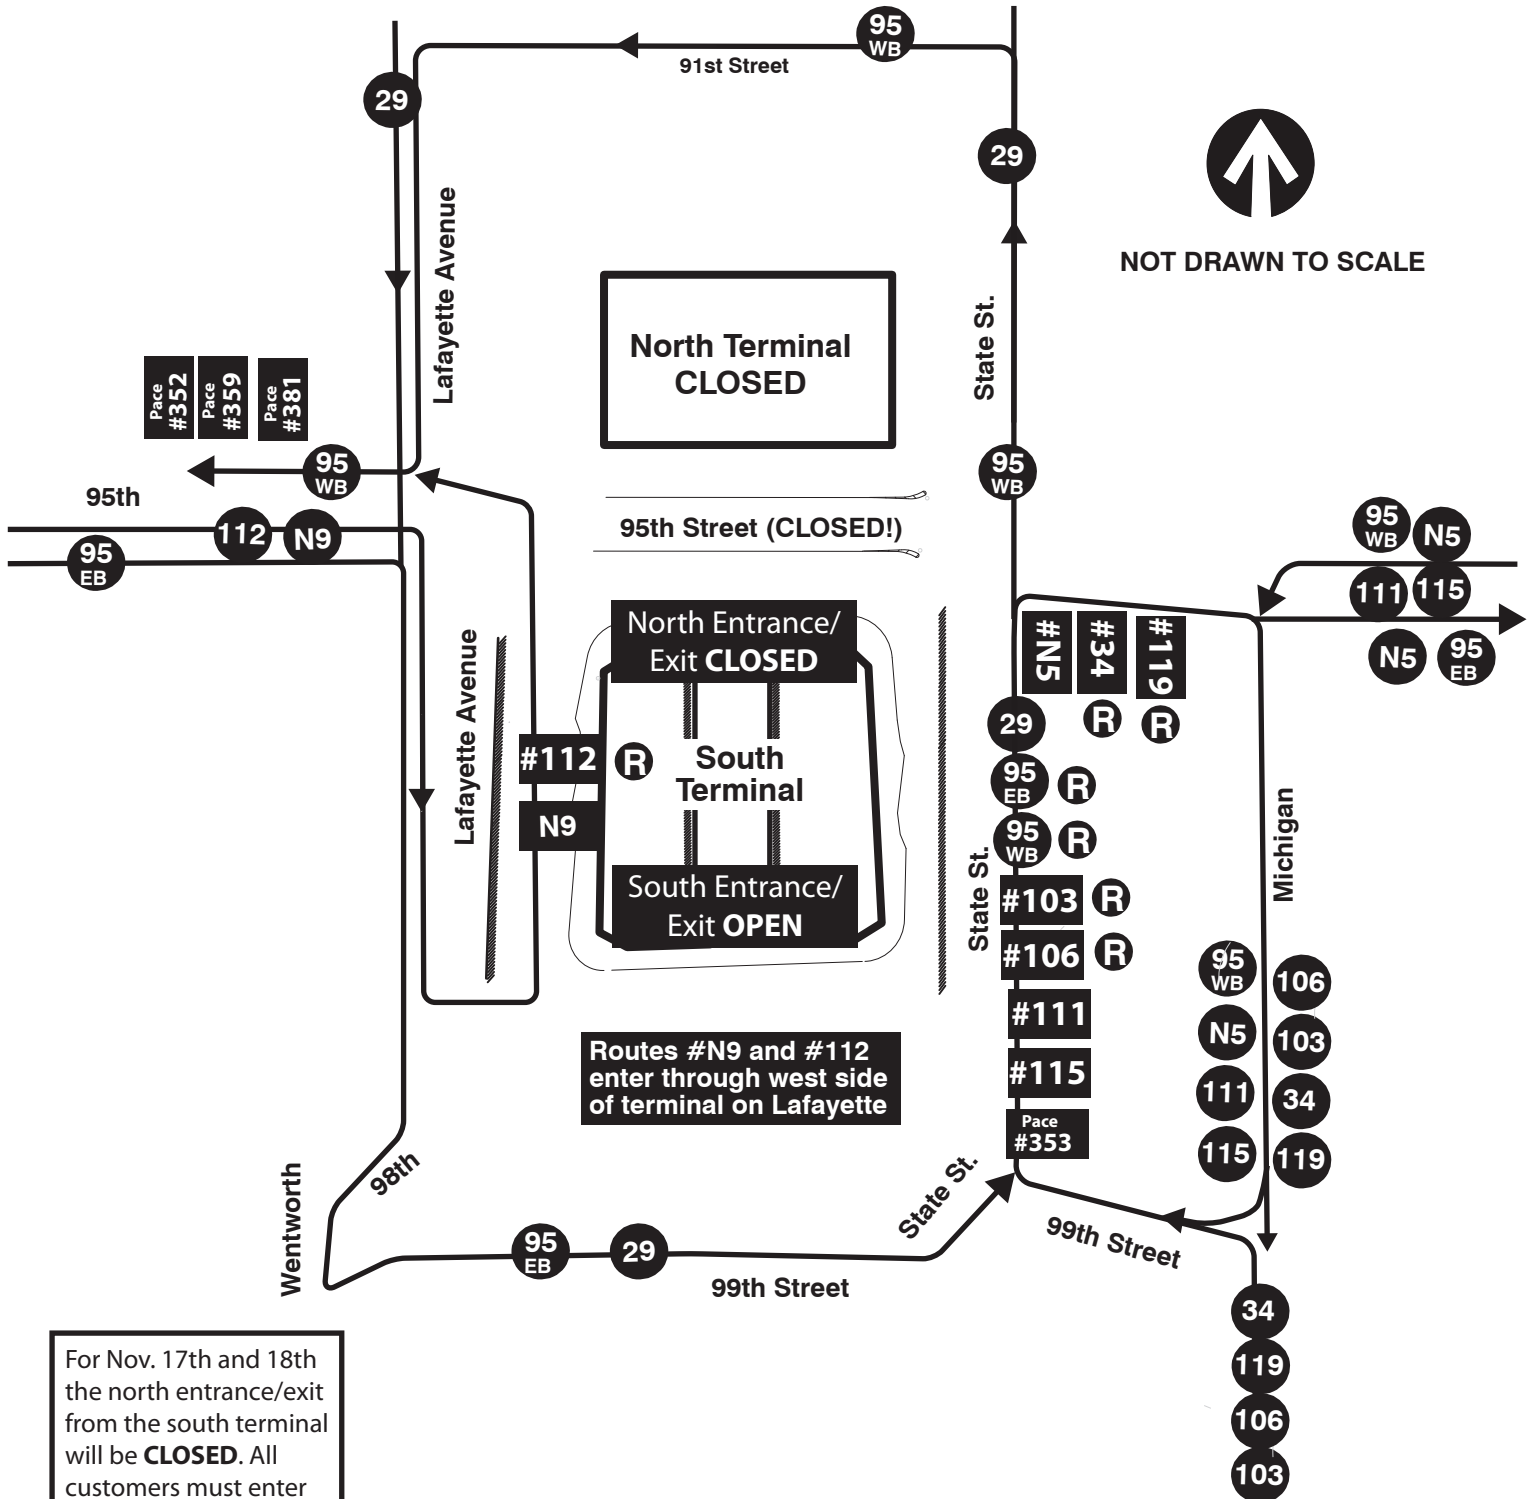 95
WB
91st Street
29
29
Lafayette Avenue
NOT DRAWN TO SCALE
State St.
North Terminal
CLOSED
Pace
#352
Pace
#359
Pace
#381
95
WB
95
WB
95th
112
N9
95
EB
95th Street (CLOSED!)
95
WB
N5
111
115
N5
95
EB
North Entrance/
Exit CLOSED
#N5
#34
R
#119
R
Lafayette Avenue
#112
R
N9
South
Terminal
29
95
EB
R
95
WB
R
South Entrance/
Exit OPEN
State St.
#103
R
#106
R
#111
#115
Pace
#353
Michigan
95
WB
106
N5
103
111
34
115
119
Routes #N9 and #112
enter through west side
of terminal on Lafayette
98th
Wentworth
State St.
95
EB
29
99th Street
99th Street
34
119
106
103
For Nov. 17th and 18th
the north entrance/exit
from the south terminal
will be CLOSED. All
customers must enter